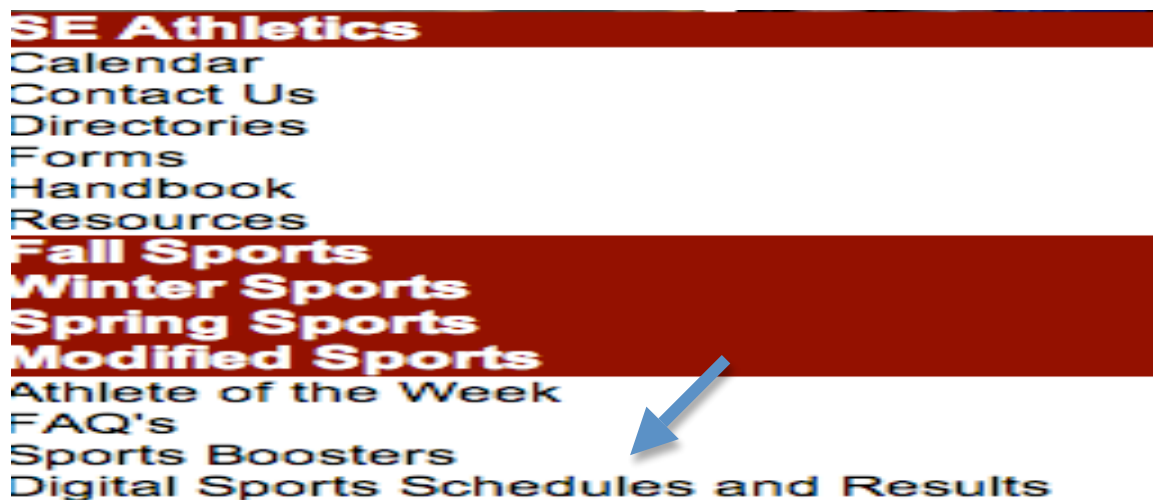 SE Athletics
Calendar
Contact Us
Directories
Forms
Handbook
Resources
Fall Sports
Winter Sports
Spring Sports
Modified Sports
Athlete of the Week
FAQ's
Sports Boosters
Digital Sports Schedules and Results